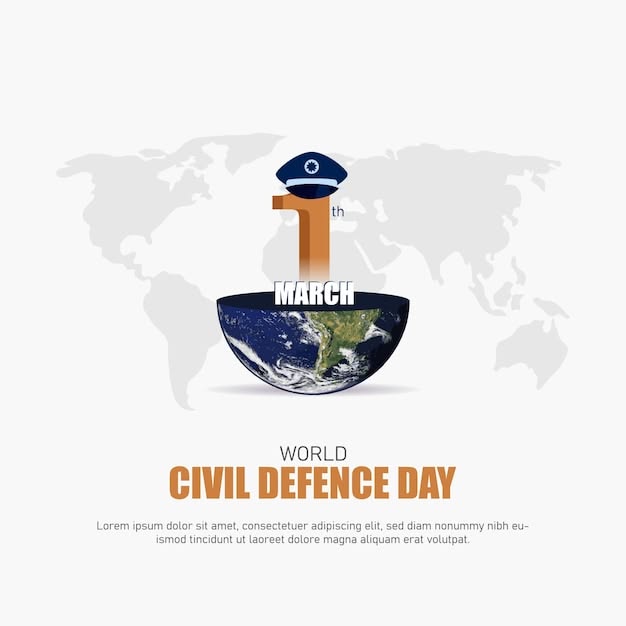 1th
MARCH
WORLD
CIVIL DEFENCE DAY
Lorem ipsum dolor sit amet, consectetuer adipiscing elit, sed diam nonummy nibh eu-
ismod tincidunt ut laoreet dolore magna aliquam erat volutpat.